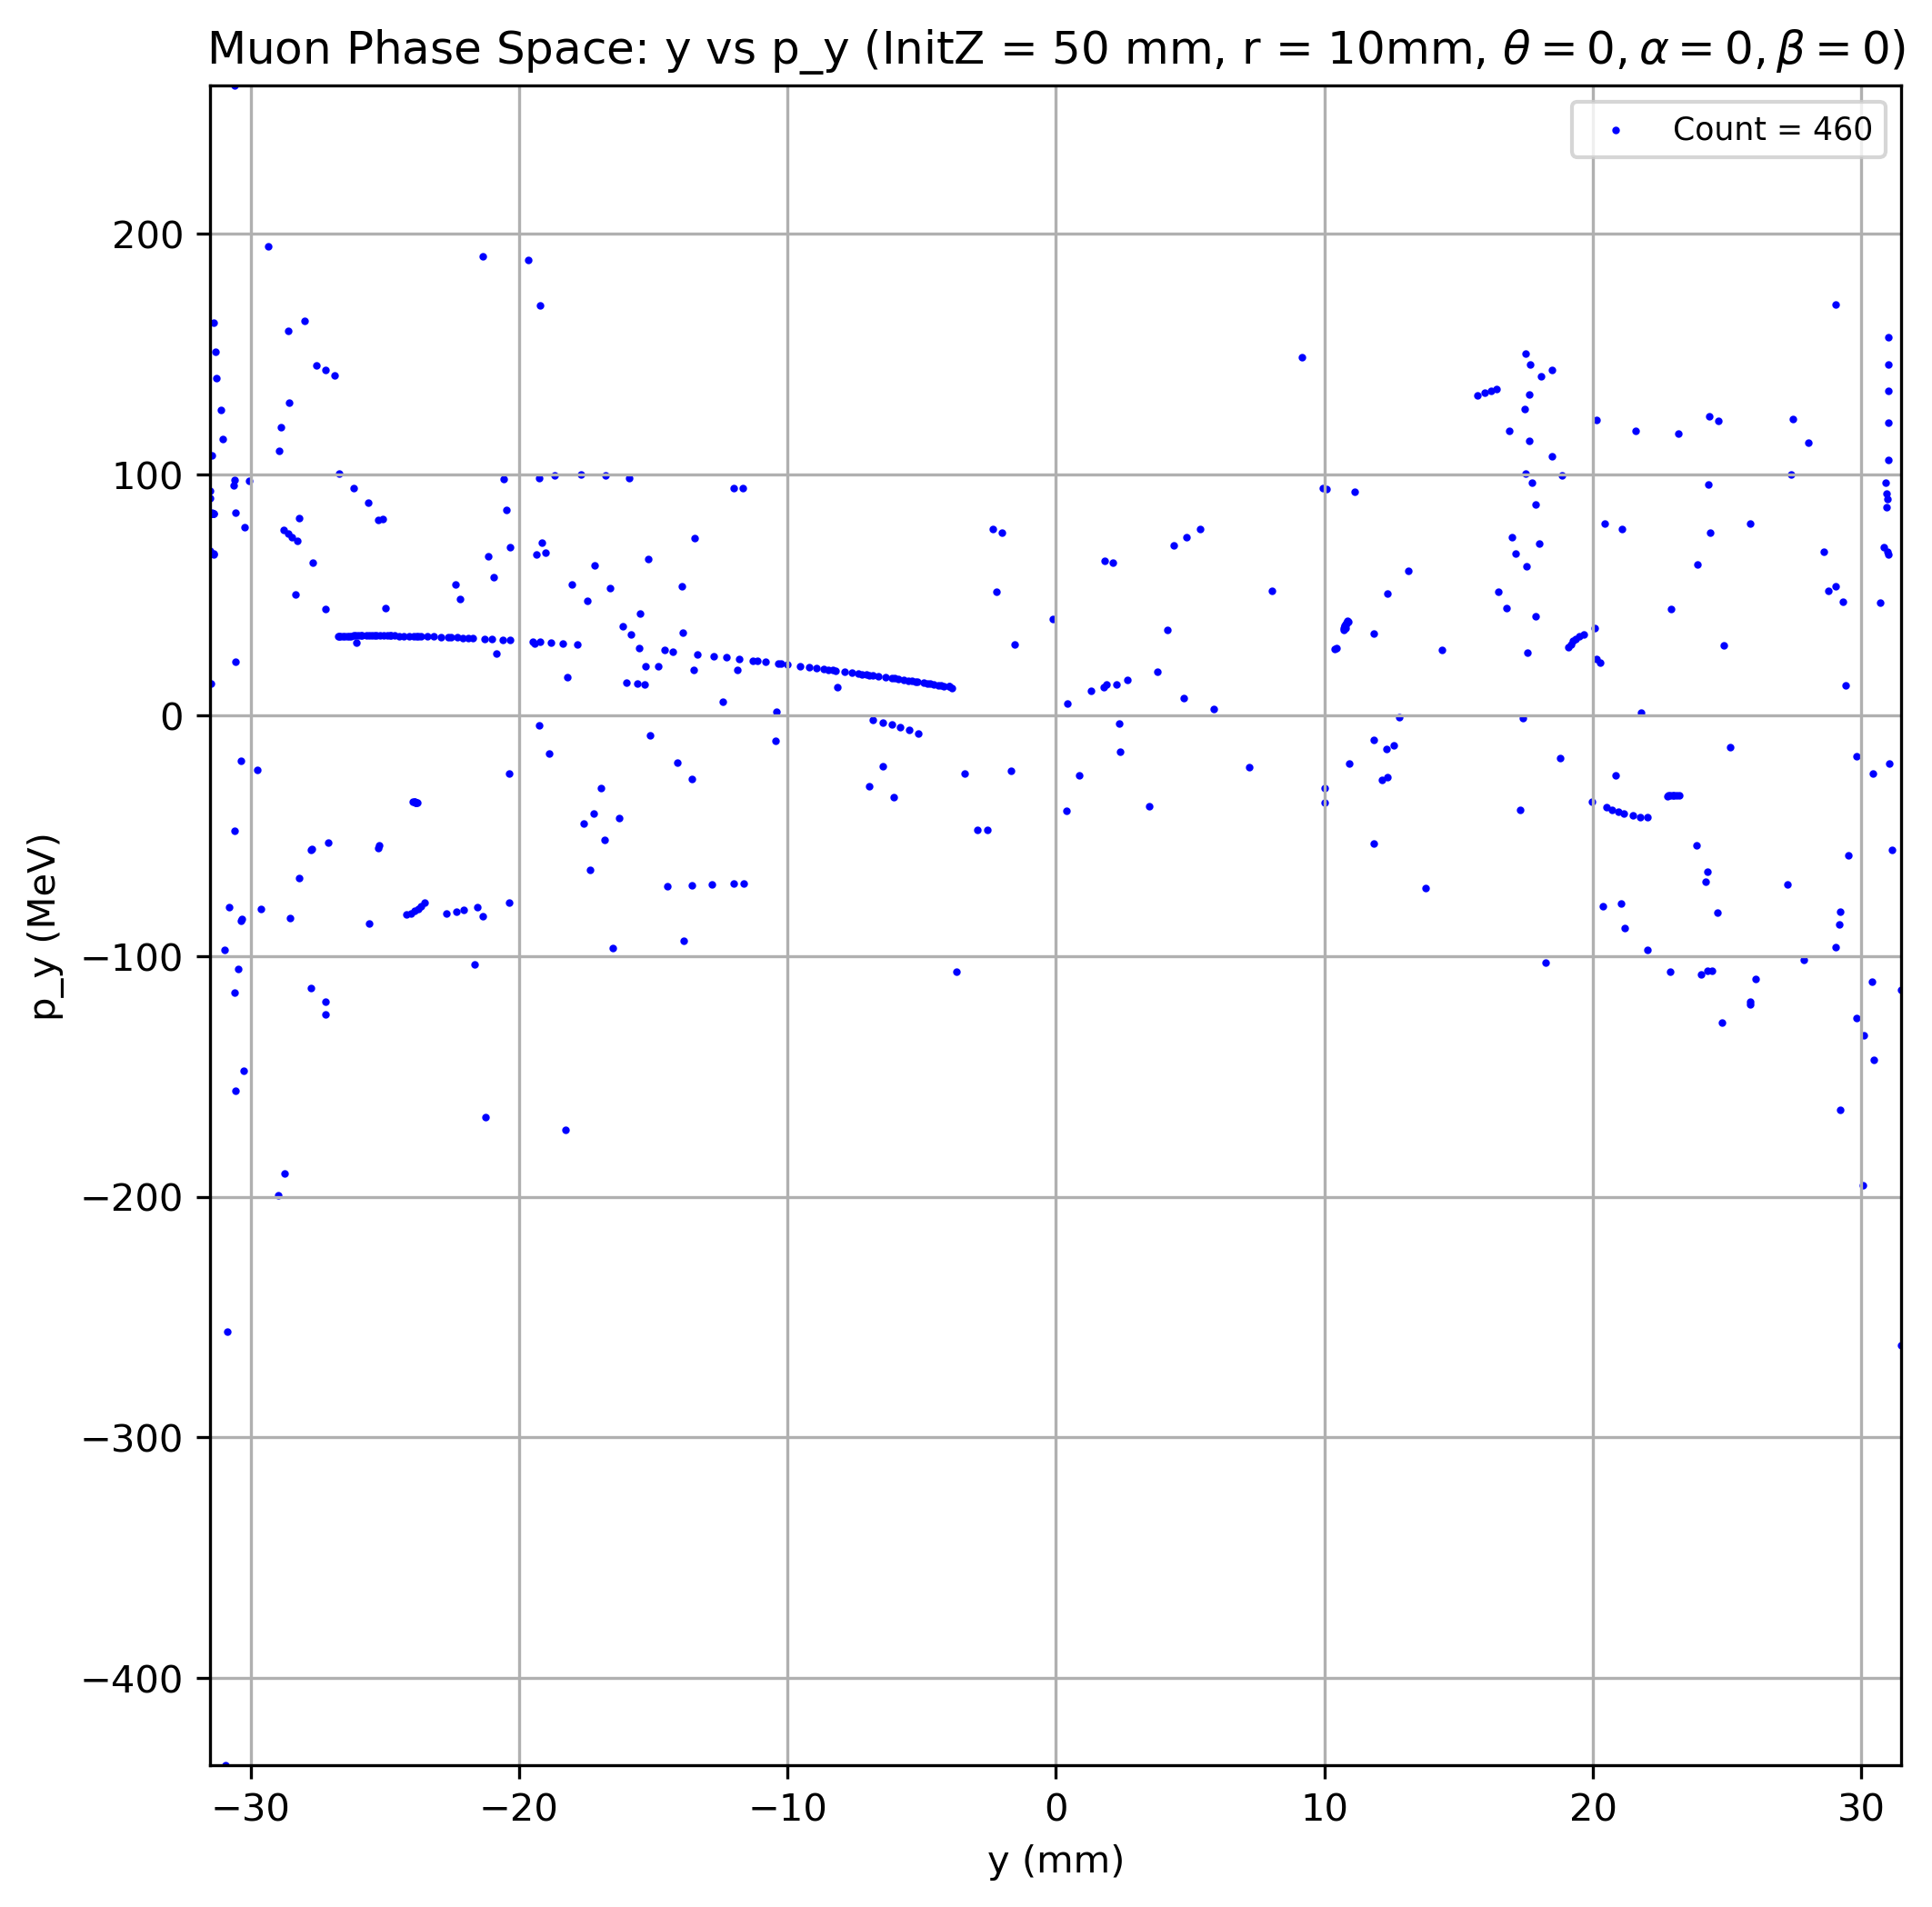 Muon Phase Space: y vs p_y (InitZ = 50 mm, r = 10mm, θ = 0, α = 0, β = 0)
Count = 460
200
100
0
−100
−200
−300
−400
p_y (MeV)
−30 −20 −10 0 10 20 30
y (mm)